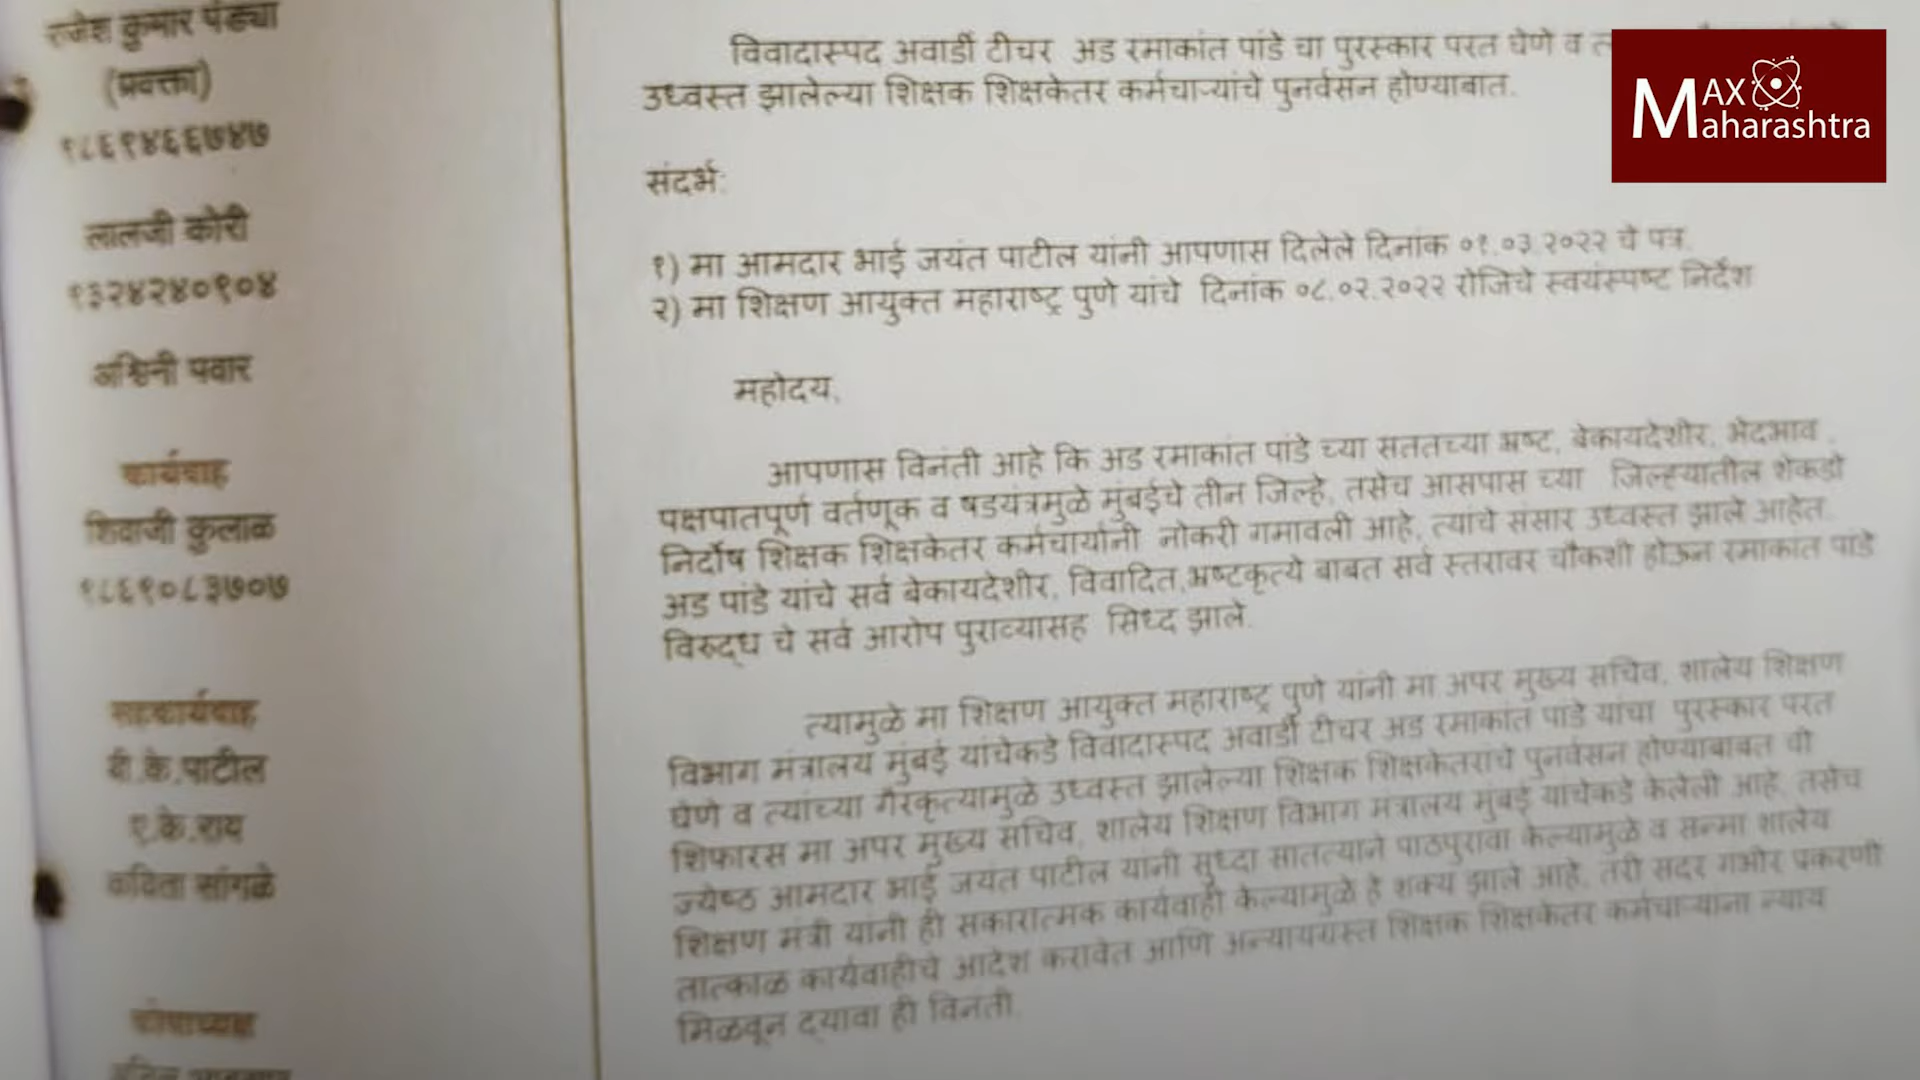 राजेश कुमार पंड्या
(प्रवक्ता)
९८६९४६६७४७
लालजी कोरी
९३२४२४०९०४
अश्विनी पवार
कार्यवाह
शिवाजी कुलाळ
९८६९०८३७०७
सहकार्यवाह
व्ही.के.पाटील
ए.के.राय
कविता सांगळे
कोषाध्यक्ष
विवादास्पद अवार्डी टीचर अड रमाकांत पांडे चा पुरस्कार परत घेणे व
उध्वस्त झालेल्या शिक्षक शिक्षकेतर कर्मचाऱ्यांचे पुनर्वसन होण्याबात.
संदर्भ:
१) मा आमदार भाई जयंत पाटील यांनी आपणास दिलेले दिनांक ०१.०३.२०२२ चे पत्र.
२) मा शिक्षण आयुक्त महाराष्ट्र पुणे यांचे दिनांक ०८.०२.२०२२ रोजिचे स्वयंस्पष्ट निर्देश
महोदय,
आपणास विनंती आहे कि अड रमाकांत पांडे च्या सततच्या भ्रष्ट, बेकायदेशीर, भेदभाव ,
पक्षपातपूर्ण वर्तणूक व षडयंत्रमुळे मुंबईचे तीन जिल्हे, तसेच आसपास च्या जिल्ह्यातील शेकडो
निर्दोष शिक्षक शिक्षकेतर कर्मचार्यांनी नोकरी गमावली आहे, त्यांचे संसार उध्वस्त झाले आहेत.
अड पांडे यांचे सर्व बेकायदेशीर, विवादित,भ्रष्टकृत्ये बाबत सर्व स्तरावर चौकशी होऊन रमाकांत पांडे
विरुद्ध चे सर्व आरोप पुराव्यासह सिध्द झाले.
त्यामुळे मा शिक्षण आयुक्त महाराष्ट्र पुणे यांनी मा अपर मुख्य सचिव, शालेय शिक्षण
विभाग मंत्रालय मुंबई यांचेकडे विवादास्पद अवार्डी टीचर अड रमाकांत पांडे यांचा पुरस्कार परत
घेणे व त्यांच्या गैरकृत्यामुळे उध्वस्त झालेल्या शिक्षक शिक्षकेतरांचे पुनर्वसन होण्याबाबत ची
शिफारस मा अपर मुख्य सचिव, शालेय शिक्षण विभाग मंत्रालय मुंबई यांचेकडे केलेली आहे, तसेच
ज्येष्ठ आमदार भाई जयंत पाटील यांनी सुध्दा सातत्याने पाठपुरावा केल्यामुळे व सन्मा शालेय
शिक्षण मंत्री यांनी ही सकारात्मक कार्यवाही केल्यामुळे हे शक्य झाले आहे, तरी सदर गंभीर प्रकरणी
तात्काळ कार्यवाहीचे आदेश करावेत आणि अन्यायग्रस्त शिक्षक शिक्षकेतर कर्मचाऱ्यांना न्याय
मिळवून द्यावा ही विनंती.
MAX
Maharashtra